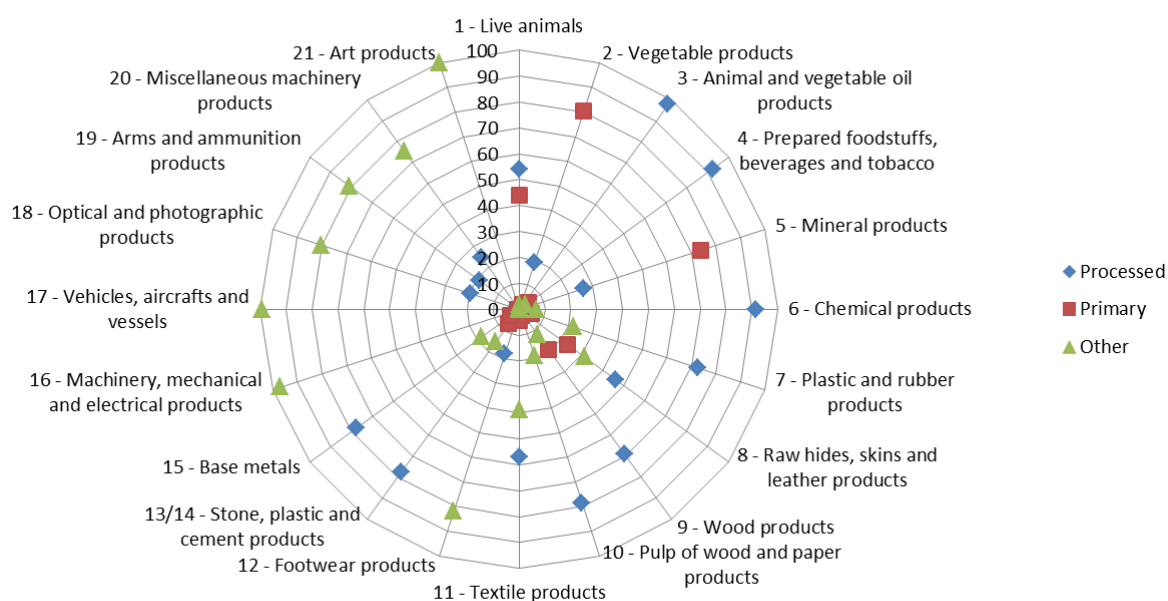 1 - Live animals
2 - Vegetable products
3 - Animal and vegetable oil
products
4 - Prepared foodstuffs,
beverages and tobacco
5 - Mineral products
6 - Chemical products
7 - Plastic and rubber
products
8 - Raw hides, skins and
leather products
9 - Wood products
10 - Pulp of wood and paper
products
11 - Textile products
12 - Footwear products
13/14 - Stone, plastic and
cement products
15 - Base metals
16 - Machinery, mechanical
and electrical products
17 - Vehicles, aircrafts and
vessels
18 - Optical and photographic
products
19 - Arms and ammunition
products
20 - Miscellaneous machinery
products
21 - Art products
100
90
80
70
60
50
40
30
20
10
0
Processed
Primary
Other